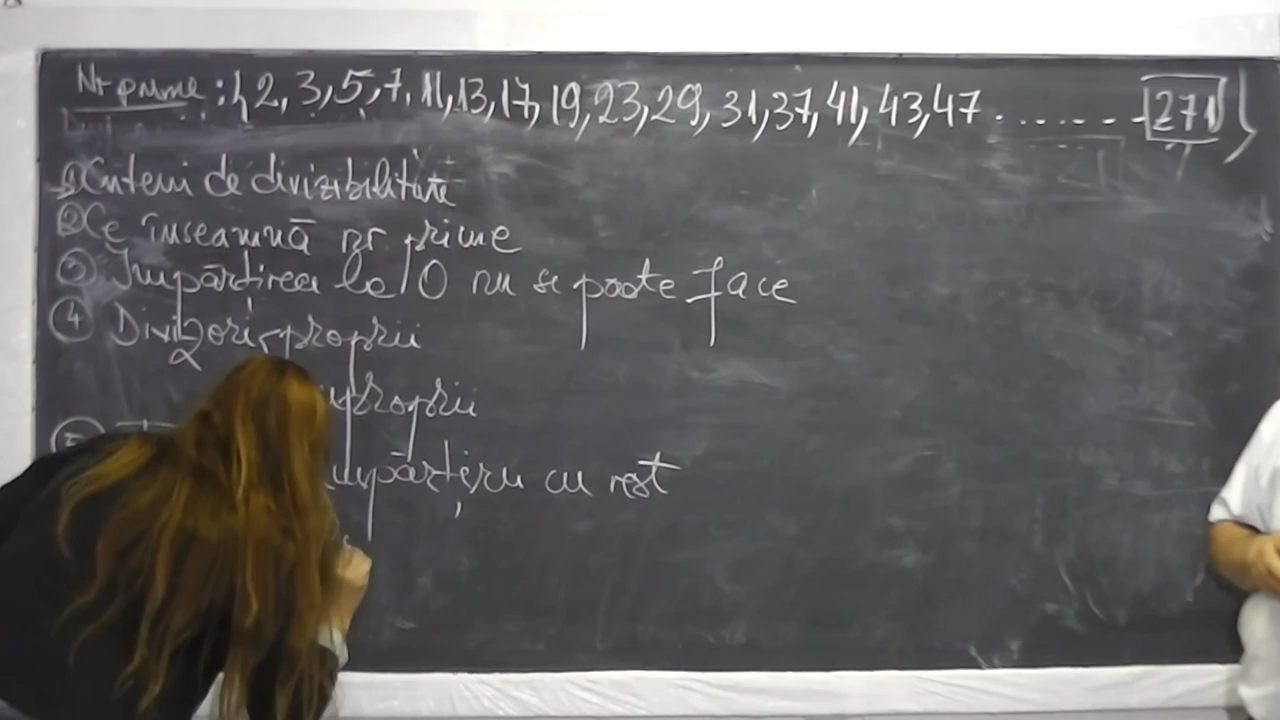 Nr prime : { 2, 3, 5, 7, 11, 13, 17, 19, 23, 29, 31, 37, 41, 43, 47 . . . . . . . - - 271 }
① Criterii de divizibilitate
② Ce înseamnă nr prime
③ Împărțirea la 0 nu se poate face
④ Divizori proprii
improprii
⑤
împărțirii cu rest